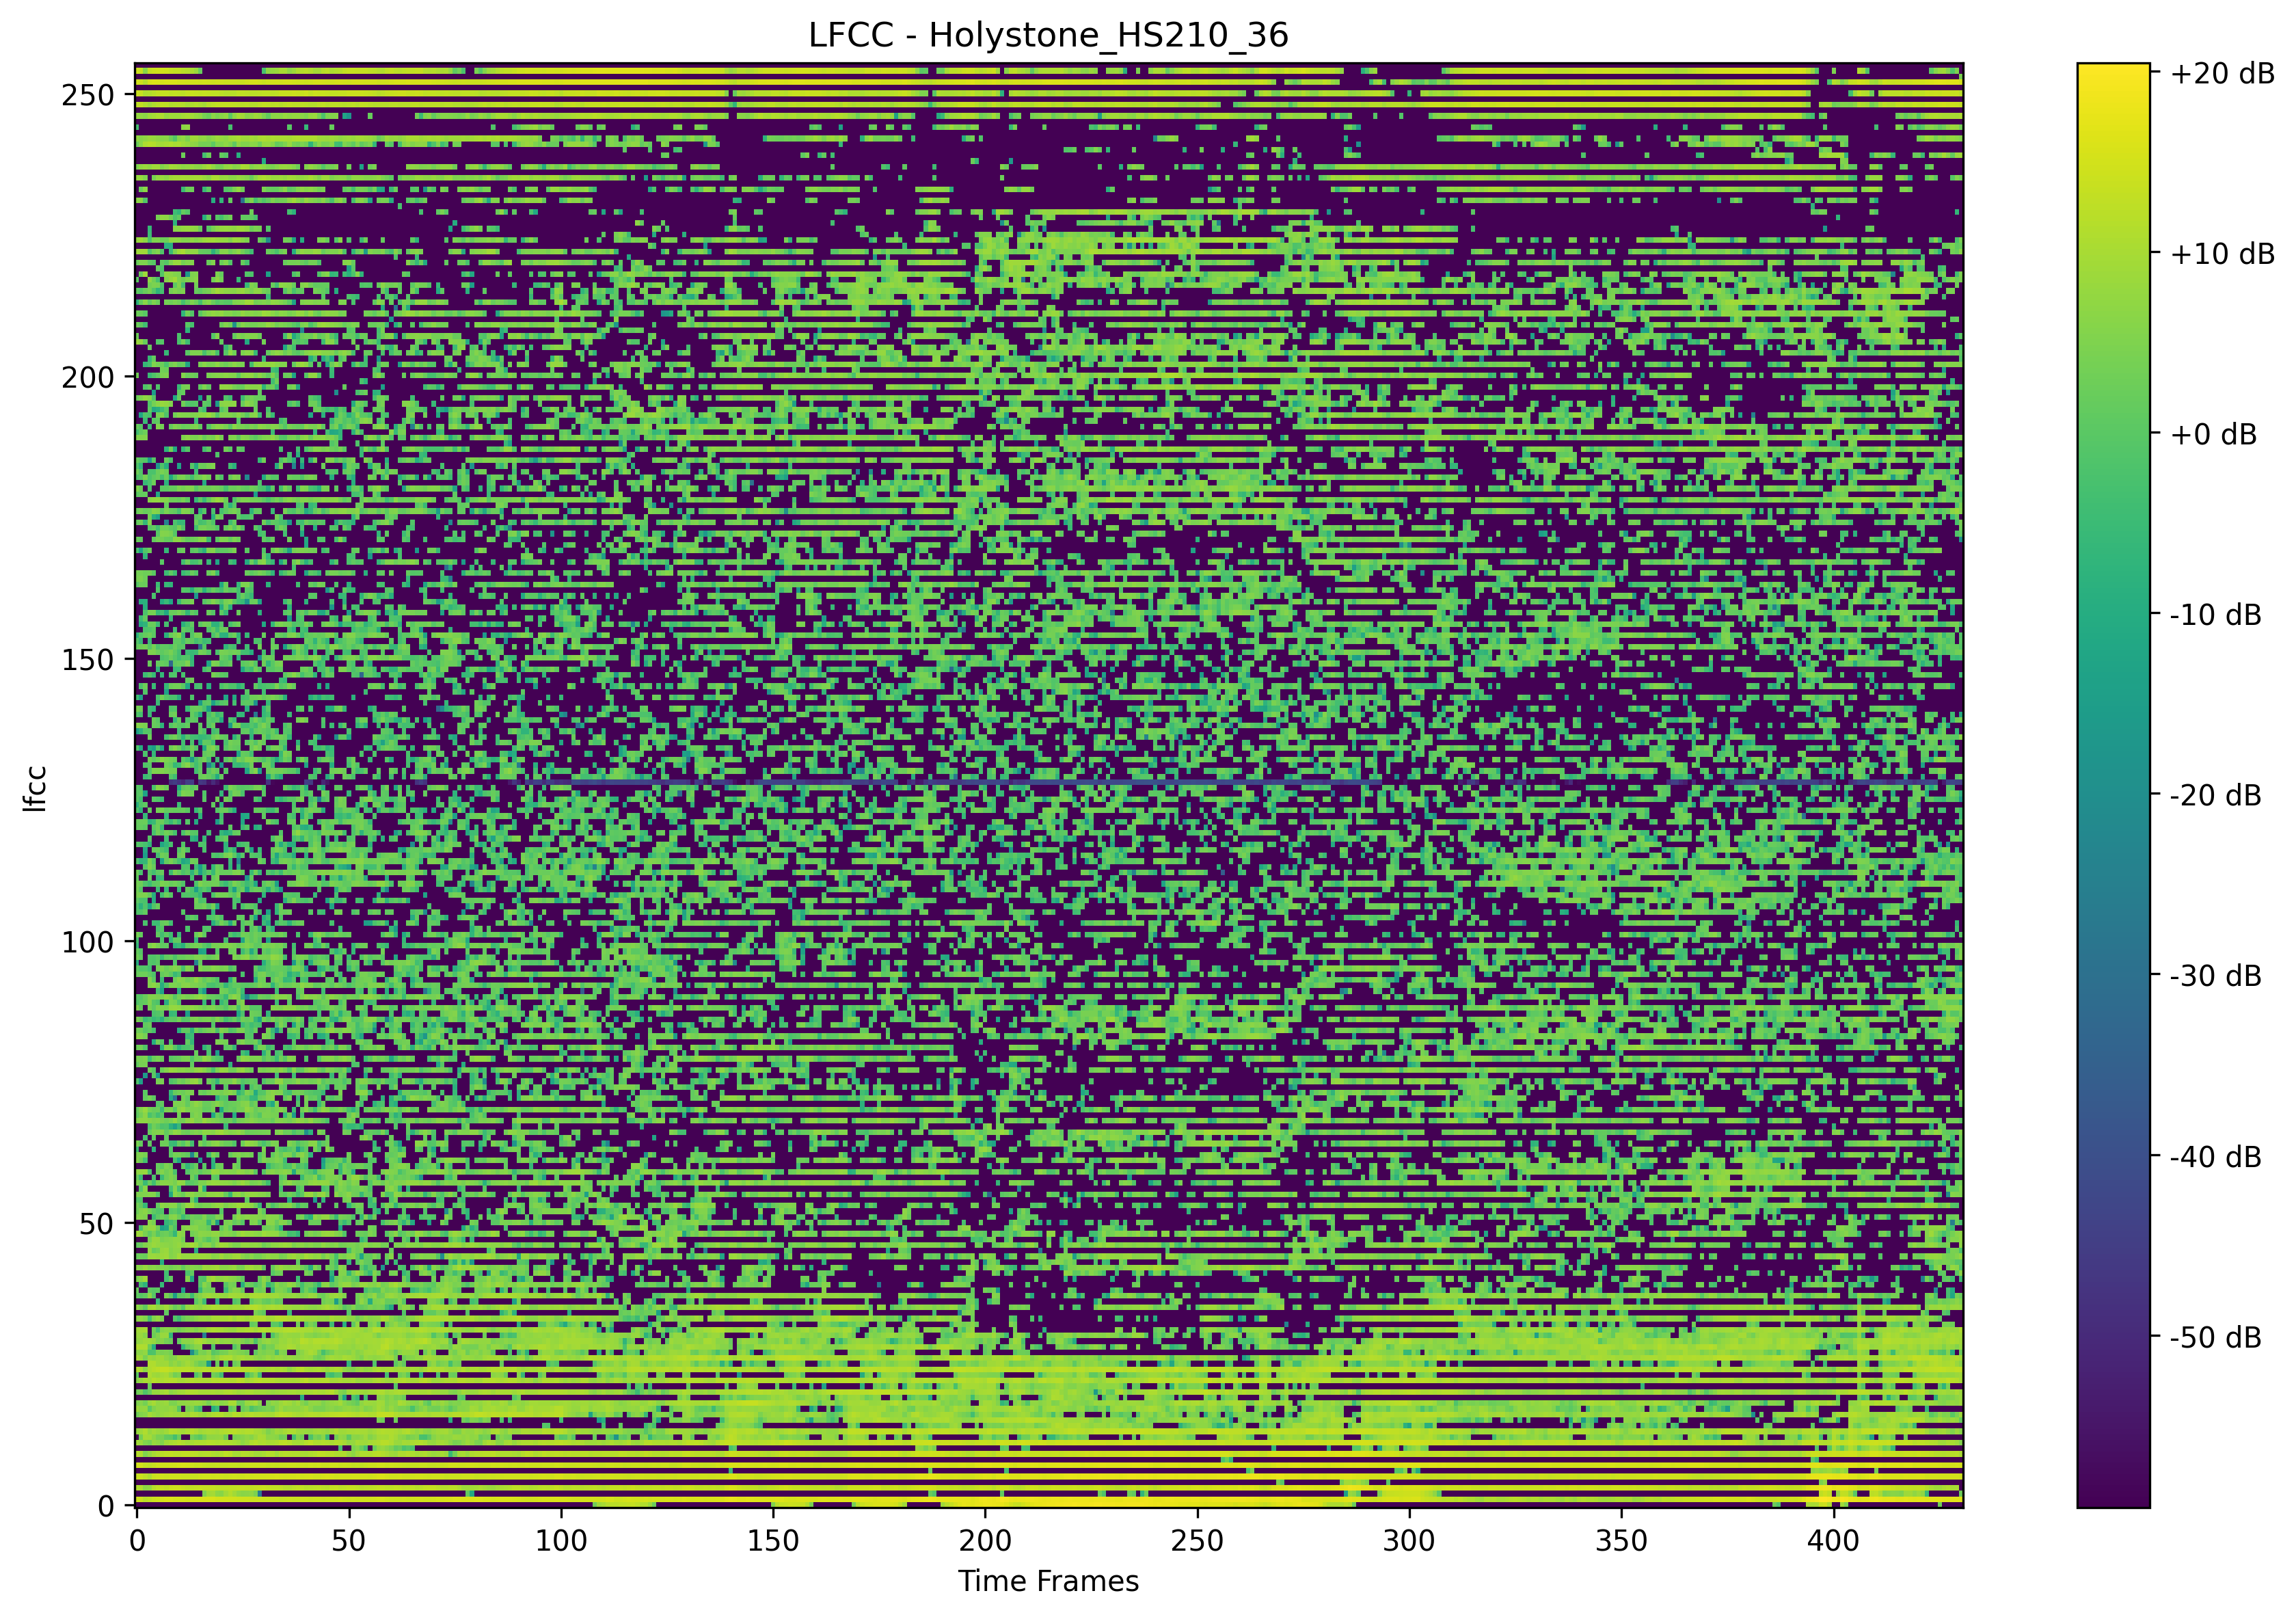 LFCC - Holystone_HS210_36
lfcc
250
200
150
100
50
0
0 50 100 150 200 250 300 350 400
Time Frames
+20 dB
+10 dB
+0 dB
-10 dB
-20 dB
-30 dB
-40 dB
-50 dB